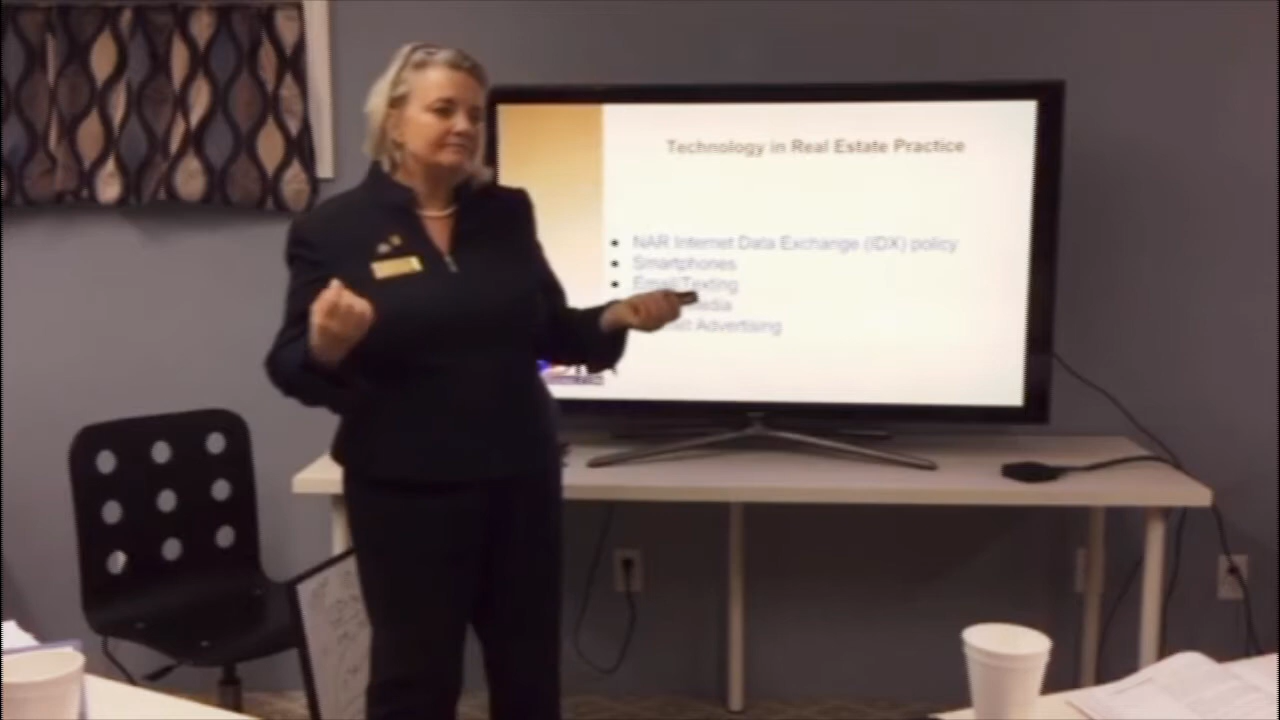 Technology in Real Estate Practice
NAR Internet Data Exchange (IDX) policy
Smartphones
Email/Texting
Advertising